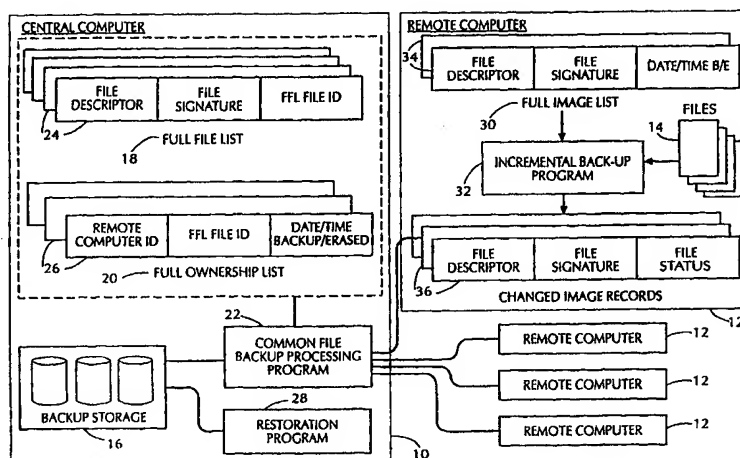 CENTRAL COMPUTER
FILE DESCRIPTOR
FILE SIGNATURE
FFL FILE ID
24
18
FULL FILE LIST
REMOTE COMPUTER ID
FFL FILE ID
DATE/TIME BACKUP/ERASED
26
20
FULL OWNERSHIP LIST
22
COMMON FILE BACKUP PROCESSING PROGRAM
BACKUP STORAGE
16
28
RESTORATION PROGRAM
10
REMOTE COMPUTER
34
FILE DESCRIPTOR
FILE SIGNATURE
DATE/TIME B/E
30
FULL IMAGE LIST
14
FILES
32
INCREMENTAL BACK-UP PROGRAM
36
FILE DESCRIPTOR
FILE SIGNATURE
FILE STATUS
CHANGED IMAGE RECORDS
12
REMOTE COMPUTER
12
REMOTE COMPUTER
12
REMOTE COMPUTER
12